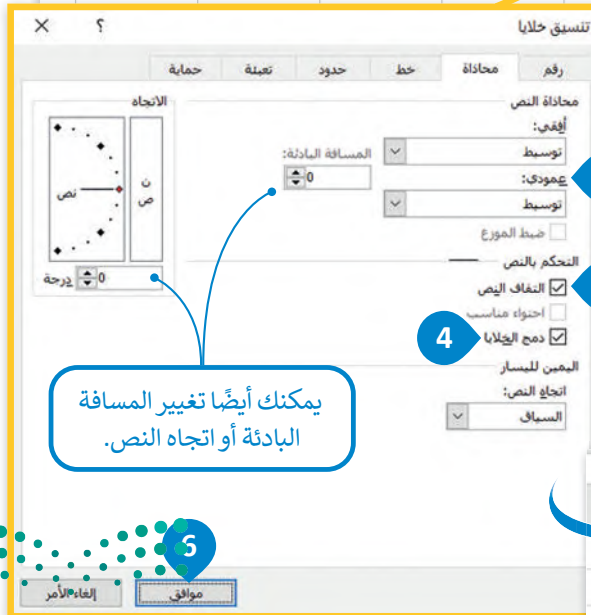 تنسيق خلايا
؟ ×
رقم محاذاة خط حدود تعبئة حماية
محاذاة النص
أفقي:
توسيط
المسافة البادئة:
0
عمودي:
توسيط
ضبط الموزع
التحكم بالنص
التفاف النص
احتواء مناسب
دمج الخلايا
4
اليمين لليسار
اتجاه النص:
السياق
الاتجاه
ن
ص
نص
0 درجة
يمكنك أيضًا تغيير المسافة
البادئة أو اتجاه النص.
6
موافق
إلغاء الأمر